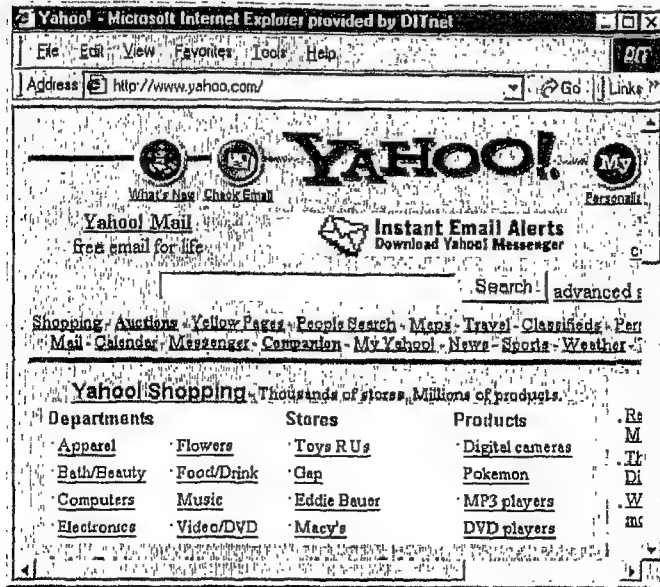 Yahoo! - Microsoft Internet Explorer provided by DITnet
File Edit View Favorites Tools Help
Address http://www.yahoo.com/ Go Links »
YAHOO! My
What's New Check Email Personali
Yahoo! Mail
free email for life
Instant Email Alerts
Download Yahoo! Messenger
Search advanced s
Shopping - Auctions - Yellow Pages - People Search - Maps - Travel - Classifieds - Per
Mail - Calendar - Messenger - Companion - My Yahoo! - News - Sports - Weather -
Yahoo! Shopping - Thousands of stores. Millions of products.
Departments Stores Products
· Apparel · Flowers · Toys R Us · Digital cameras
· Bath/Beauty · Food/Drink · Gap Pokemon
· Computers Music · Eddie Bauer · MP3 players
· Electronics · Video/DVD · Macy's DVD players